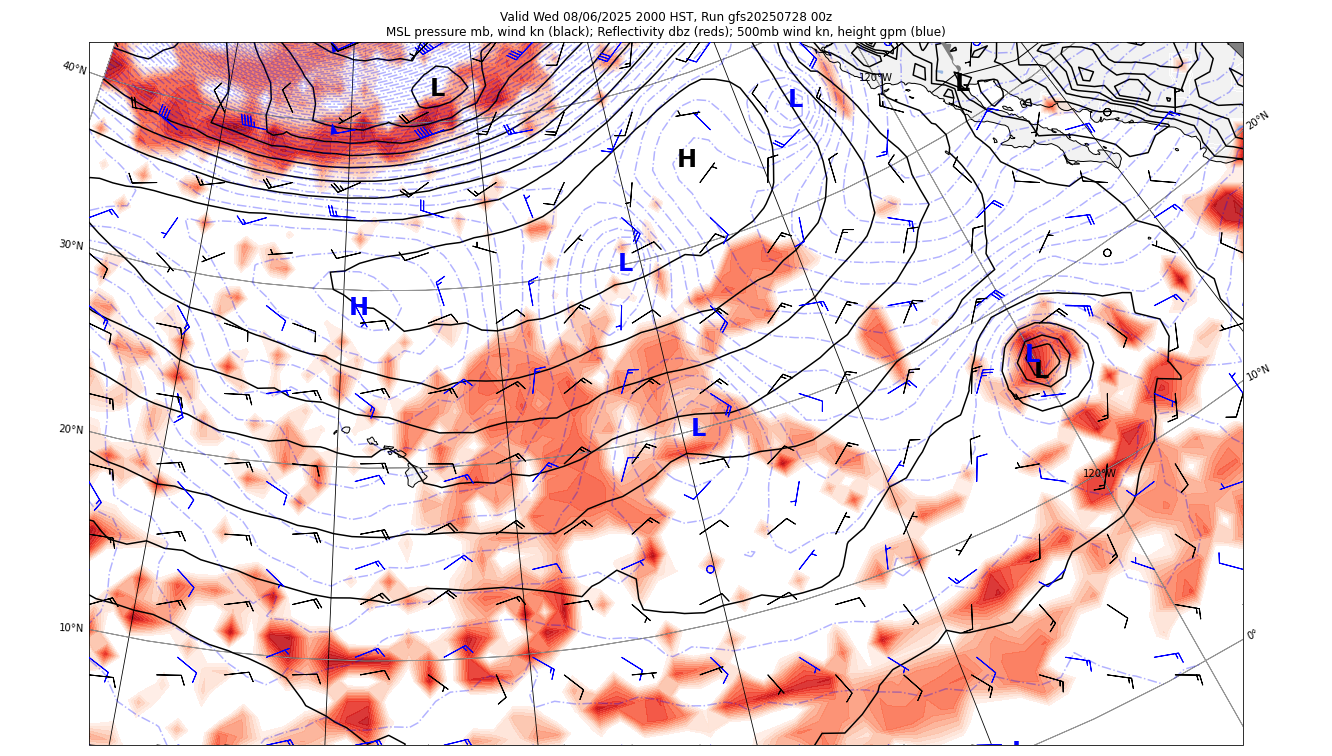 Valid Wed 08/06/2025 2000 HST, Run gfs20250728 00z
MSL pressure mb, wind kn (black); Reflectivity dbz (reds); 500mb wind kn, height gpm (blue)
40°N
120°W
L
L
L
20°N
H
30°N
L
H
L
L
10°N
20°N
L
120°W
10°N
0°
L